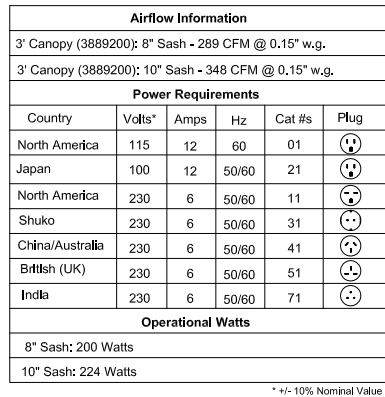 Airflow Information
3' Canopy (3889200): 8" Sash - 289 CFM @ 0.15" w.g.
3' Canopy (3889200): 10" Sash - 348 CFM @ 0.15" w.g.
Power Requirements
Country Volts* Amps Hz Cat #s Plug
North America 115 12 60 01
Japan 100 12 50/60 21
North America 230 6 50/60 11
Shuko 230 6 50/60 31
China/Australia 230 6 50/60 41
British (UK) 230 6 50/60 51
India 230 6 50/60 71
Operational Watts
8" Sash: 200 Watts
10" Sash: 224 Watts
* +/- 10% Nominal Value